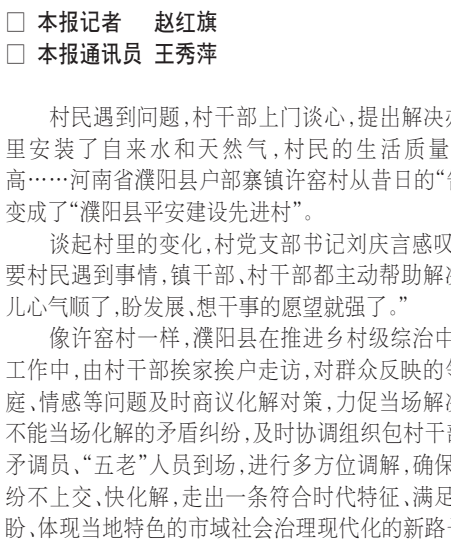 □ 本报记者 赵红旗
□ 本报通讯员 王秀萍
村民遇到问题,村干部上门谈心,提出解决
里安装了自来水和天然气,村民的生活质量
高……河南省濮阳县户部寨镇许窑村从昔日的“
变成了“濮阳县平安建设先进村”。
谈起村里的变化,村党支部书记刘庆言感叹
要村民遇到事情,镇干部、村干部都主动帮助解决
儿心气顺了,盼发展、想干事的愿望就强了。”
像许窑村一样,濮阳县在推进乡村级综治中
工作中,由村干部挨家挨户走访,对群众反映的
庭、情感等问题及时商议化解对策,力促当场解决
不能当场化解的矛盾纠纷,及时协调组织包村干部
矛调员、“五老”人员到场,进行多方位调解,确保
纷不上交、快化解,走出一条符合时代特征、满足
盼、体现当地特色的市域社会治理现代化的新路